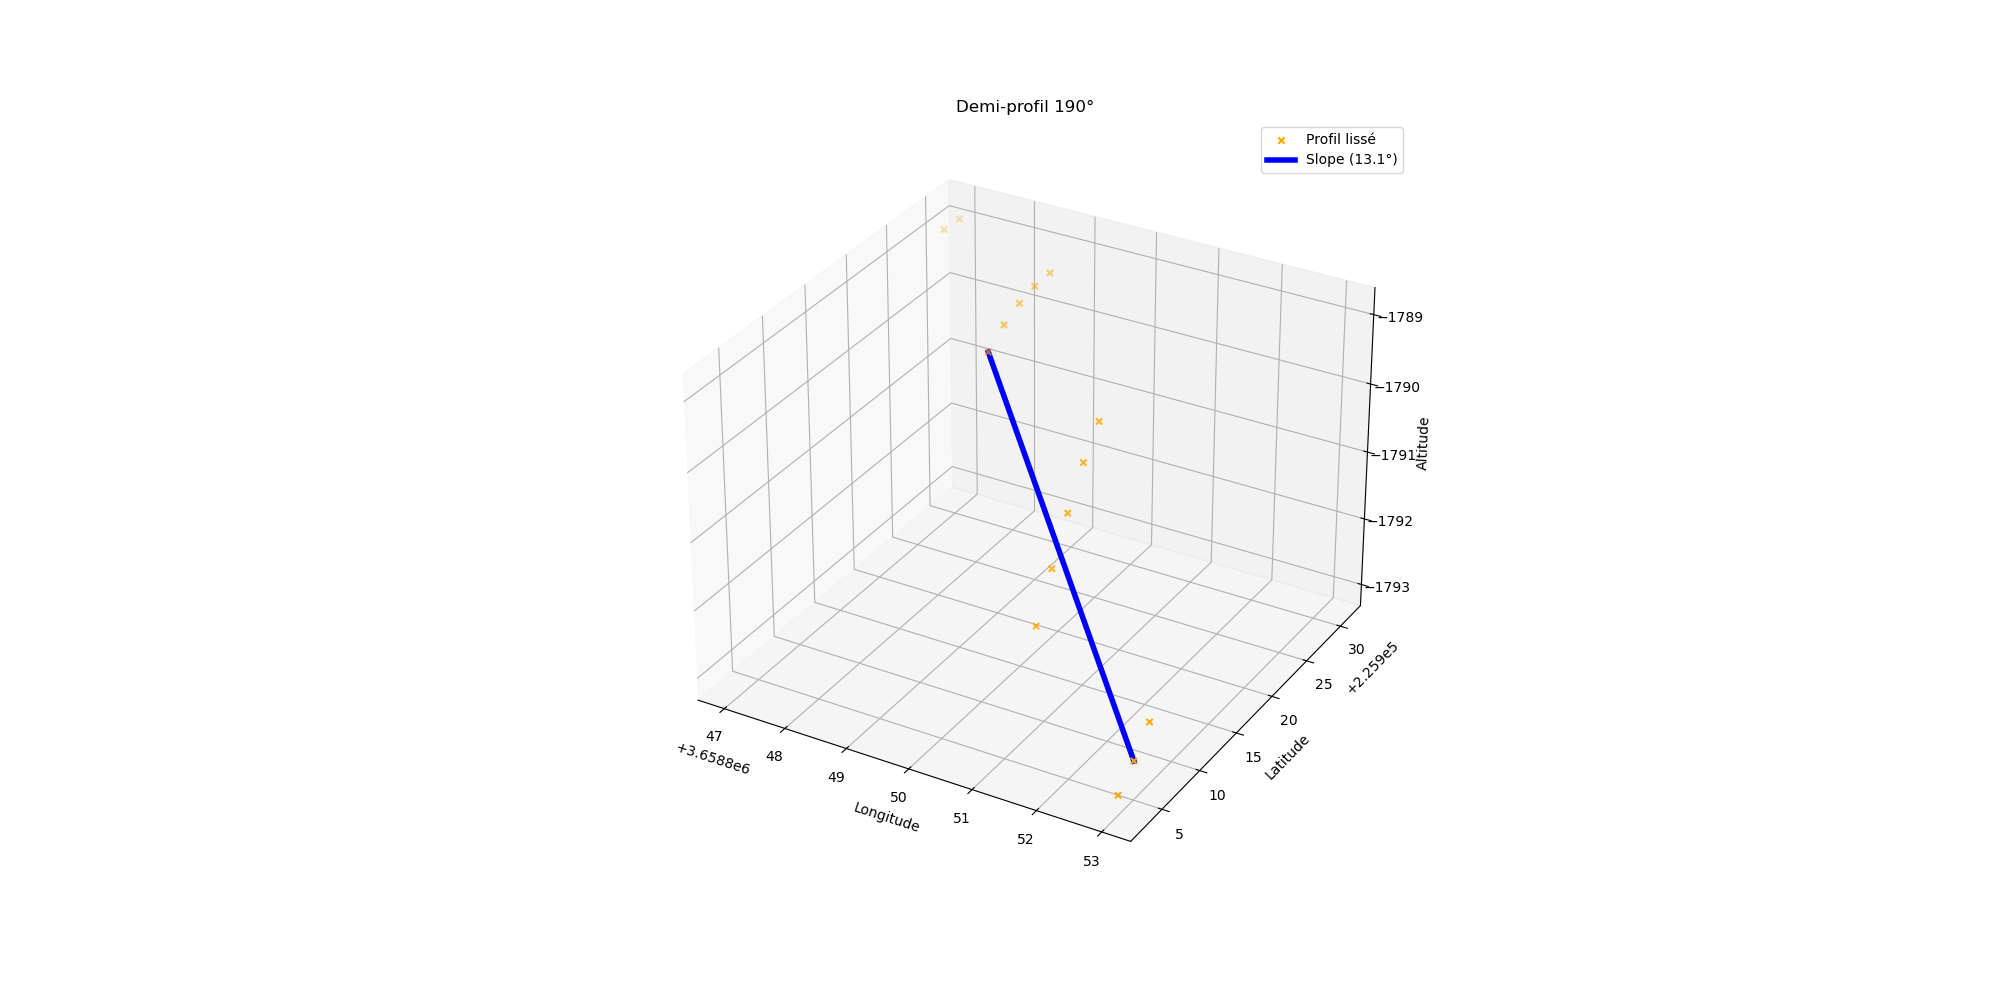 Demi-profil 190°
Profil lissé
Slope (13.1°)
−1789
−1790
−1791
−1792
−1793
Altitude
30
25
20
15
10
5
+2.259e5
Latitude
47
48
49
50
51
52
53
+3.6588e6
Longitude